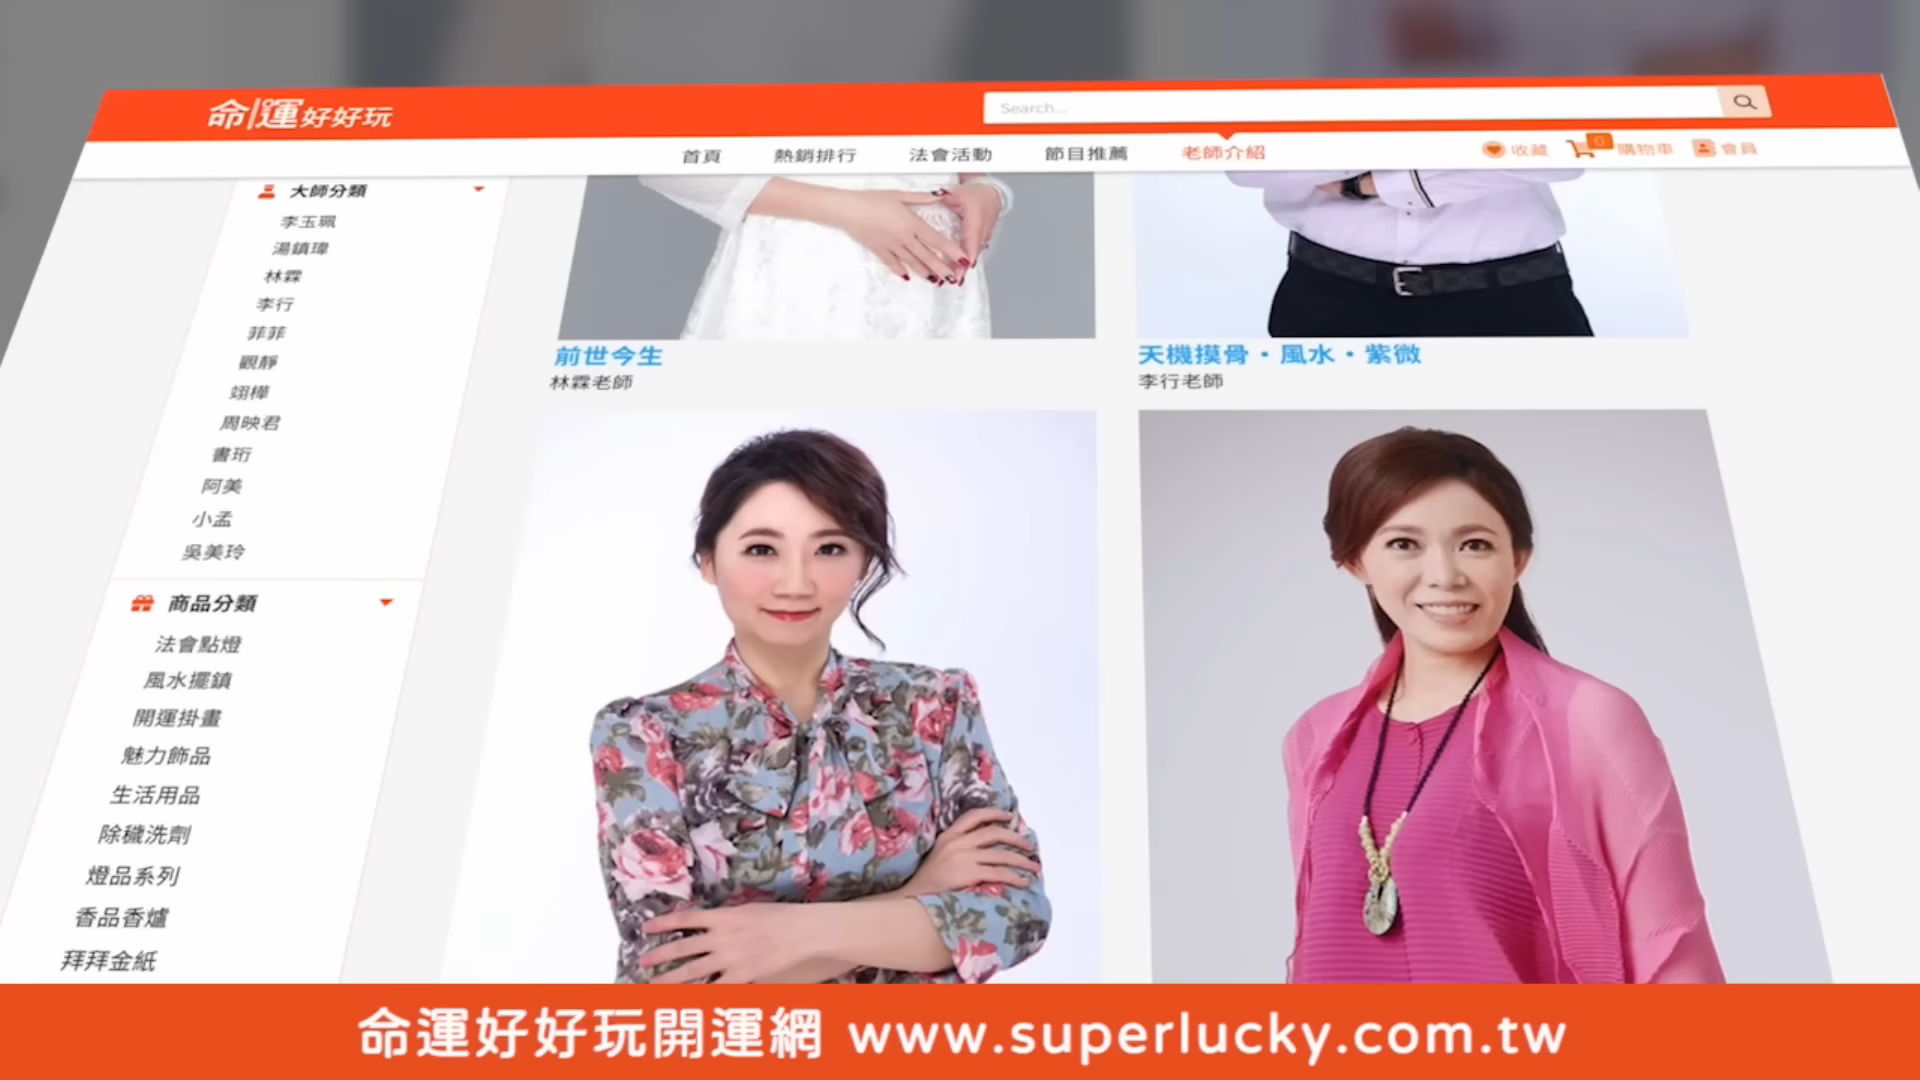 命運好好玩
Search...
首頁 熱銷排行 法會活動 節目推薦 老師介紹 收藏 0 購物車 會員
大師分類
李玉珮
湯鎮瑋
林霖
李行
菲菲
觀靜
翊樺
周映君
書珩
阿美
小孟
吳美玲
商品分類
法會點燈
風水擺鎮
開運掛畫
魅力飾品
生活用品
除穢洗劑
燈品系列
香品香爐
拜拜金紙
前世今生
林霖老師
天機摸骨·風水·紫微
李行老師
命運好好玩開運網 www.superlucky.com.tw